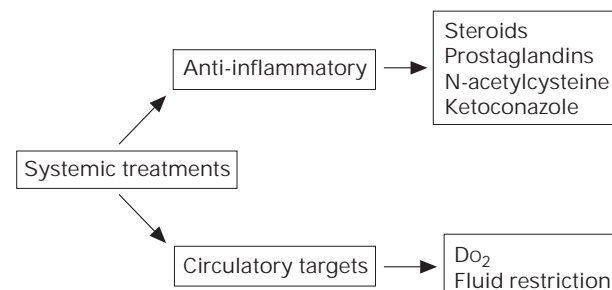 Anti-inflammatory
Steroids
Prostaglandins
N-acetylcysteine
Ketoconazole
Systemic treatments
Circulatory targets
Do₂
Fluid restriction